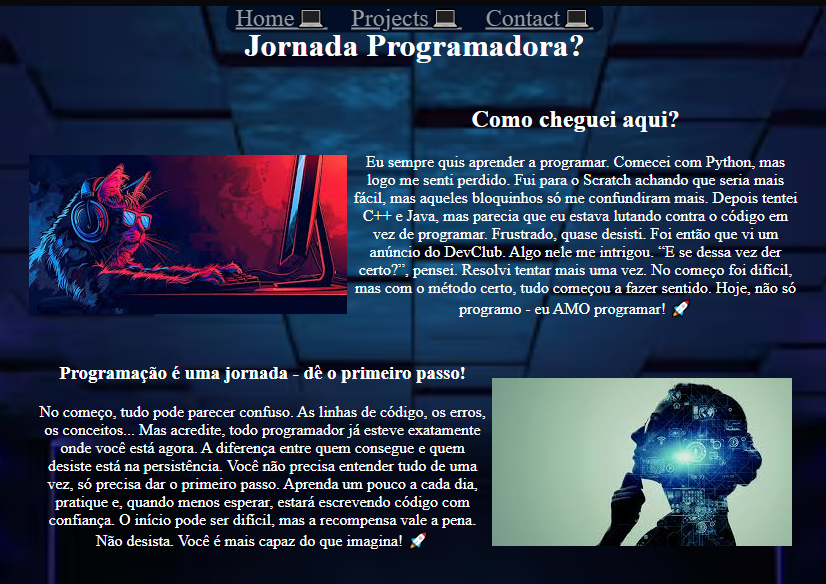 Home 💻 Projects 💻 Contact 💻
Jornada Programadora?
Como cheguei aqui?
Eu sempre quis aprender a programar. Comecei com Python, mas
logo me senti perdido. Fui para o Scratch achando que seria mais
fácil, mas aqueles bloquinhos só me confundiram mais. Depois tentei
C++ e Java, mas parecia que eu estava lutando contra o código em
vez de programar. Frustrado, quase desisti. Foi então que vi um
anúncio do DevClub. Algo nele me intrigou. “E se dessa vez der
certo?”, pensei. Resolvi tentar mais uma vez. No começo foi difícil,
mas com o método certo, tudo começou a fazer sentido. Hoje, não só
programo - eu AMO programar! 🚀
Programação é uma jornada - dê o primeiro passo!
No começo, tudo pode parecer confuso. As linhas de código, os erros,
os conceitos... Mas acredite, todo programador já esteve exatamente
onde você está agora. A diferença entre quem consegue e quem
desiste está na persistência. Você não precisa entender tudo de uma
vez, só precisa dar o primeiro passo. Aprenda um pouco a cada dia,
pratique e, quando menos esperar, estará escrevendo código com
confiança. O início pode ser difícil, mas a recompensa vale a pena.
Não desista. Você é mais capaz do que imagina! 🚀